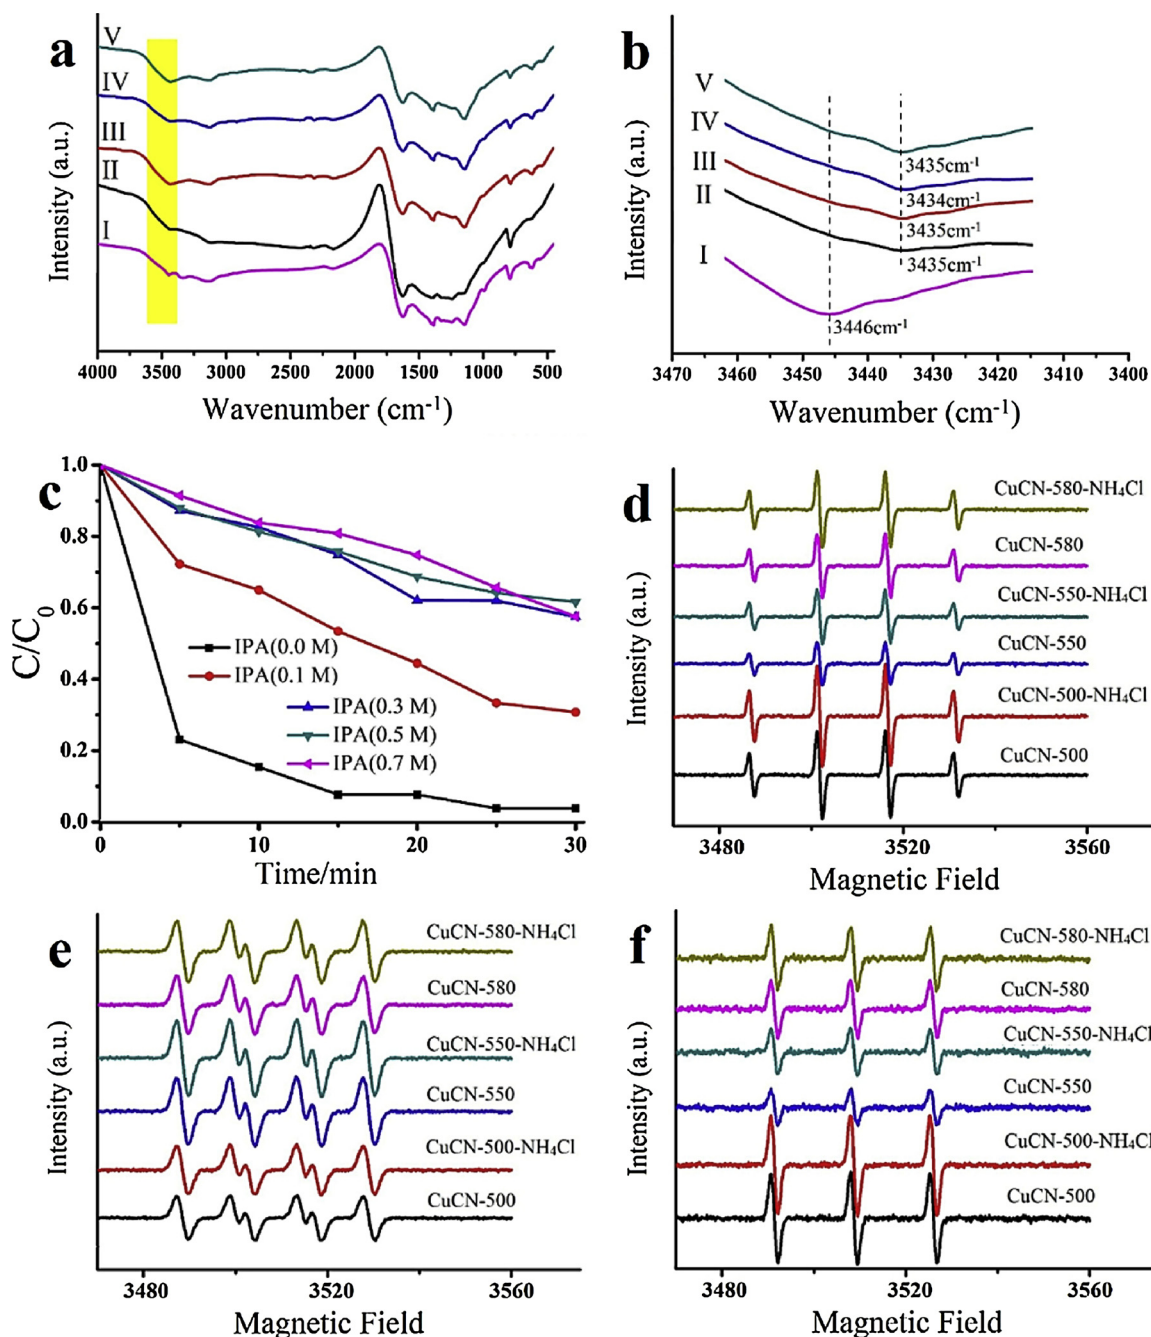 a
V
IV
III
II
I
Intensity (a.u.)
4000 3500 3000 2500 2000 1500 1000 500
Wavenumber (cm-1)
b
V
IV
III
II
I
3435cm-1
3434cm-1
3435cm-1
3435cm-1
3446cm-1
Intensity (a.u.)
3470 3460 3450 3440 3430 3420 3410 3400
Wavenumber (cm-1)
c
1.0
0.8
0.6
0.4
0.2
0.0
C/C0
IPA(0.0 M)
IPA(0.1 M)
IPA(0.3 M)
IPA(0.5 M)
IPA(0.7 M)
0 10 20 30
Time/min
d
CuCN-580-NH4Cl
CuCN-580
CuCN-550-NH4Cl
CuCN-550
CuCN-500-NH4Cl
CuCN-500
Intensity (a.u.)
3480 3520 3560
Magnetic Field
e
CuCN-580-NH4Cl
CuCN-580
CuCN-550-NH4Cl
CuCN-550
CuCN-500-NH4Cl
CuCN-500
Intensity (a.u.)
3480 3520 3560
Magnetic Field
f
CuCN-580-NH4Cl
CuCN-580
CuCN-550-NH4Cl
CuCN-550
CuCN-500-NH4Cl
CuCN-500
Intensity (a.u.)
3480 3520 3560
Magnetic Field